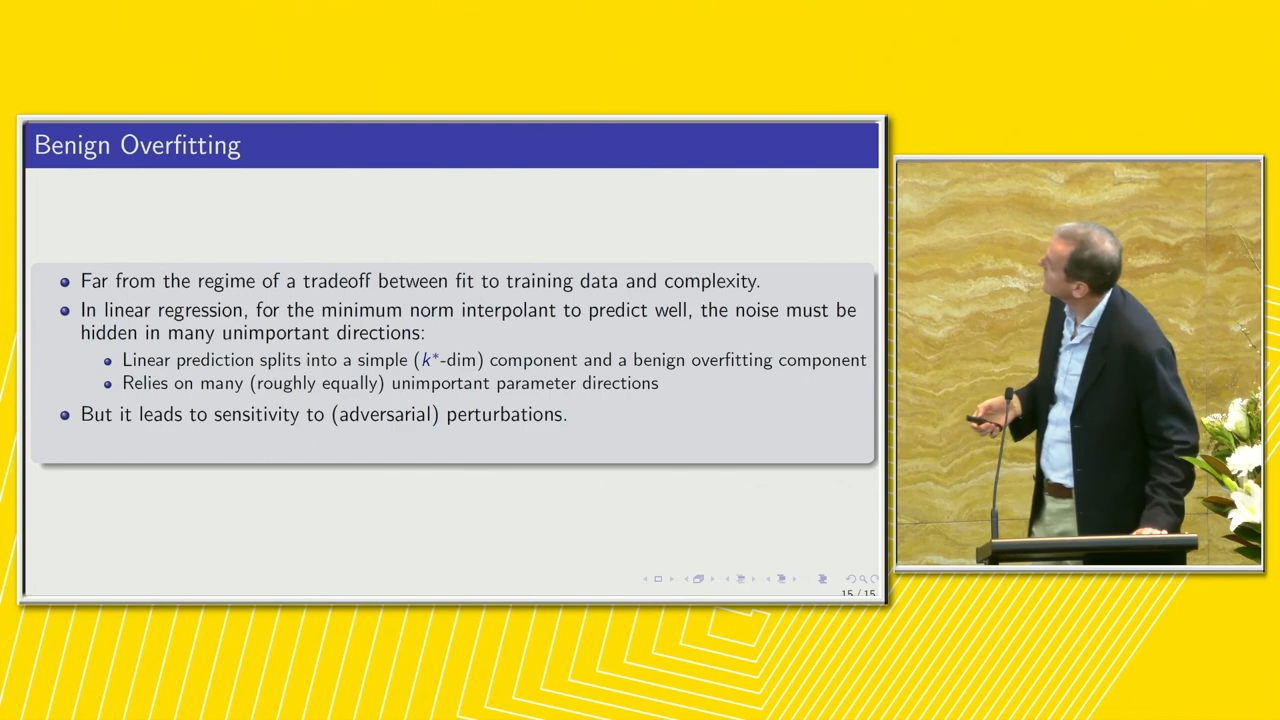 Benign Overfitting
Far from the regime of a tradeoff between fit to training data and complexity.
In linear regression, for the minimum norm interpolant to predict well, the noise must be
hidden in many unimportant directions:
Linear prediction splits into a simple (k*-dim) component and a benign overfitting component
Relies on many (roughly equally) unimportant parameter directions
But it leads to sensitivity to (adversarial) perturbations.
15 / 15